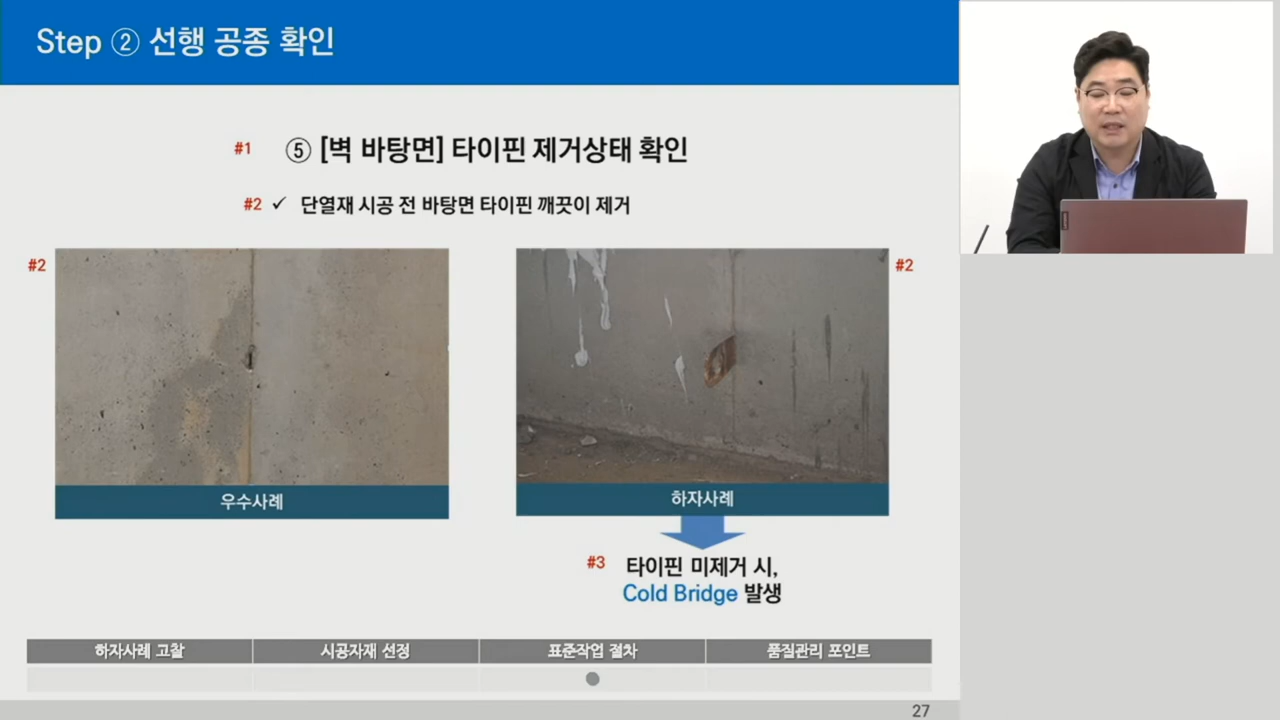 Step ② 선행 공종 확인
#1 ⑤ [벽 바탕면] 타이핀 제거상태 확인
#2 ✓ 단열재 시공 전 바탕면 타이핀 깨끗이 제거
#2
#2
우수사례
하자사례
#3 타이핀 미제거 시,
Cold Bridge 발생
하자사례 고찰
시공자재 선정
표준작업 절차
품질관리 포인트
27